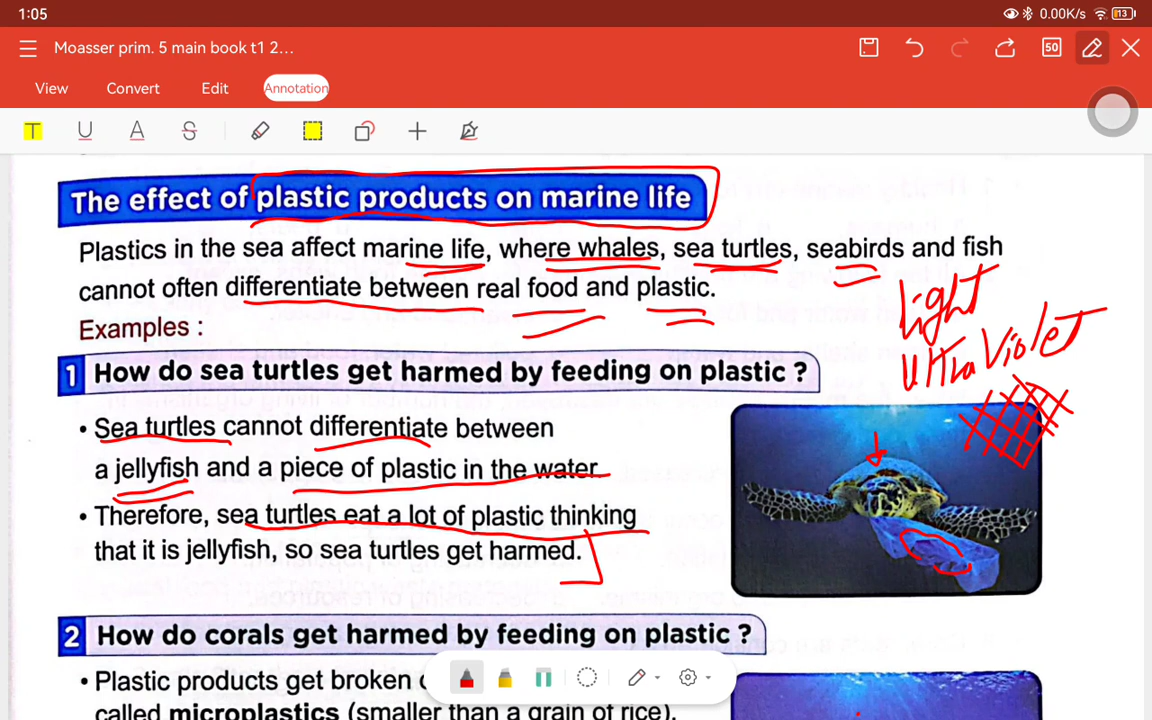 1:05
0.00K/s
13
Moasser prim. 5 main book t1 2...
50
View
Convert
Edit
Annotation
T
U
A
S
The effect of plastic products on marine life
Plastics in the sea affect marine life, where whales, sea turtles, seabirds and fish
cannot often differentiate between real food and plastic.
light
Examples :
ultra Violet
1 How do sea turtles get harmed by feeding on plastic ?
• Sea turtles cannot differentiate between
a jellyfish and a piece of plastic in the water.
• Therefore, sea turtles eat a lot of plastic thinking
that it is jellyfish, so sea turtles get harmed.
2 How do corals get harmed by feeding on plastic ?
• Plastic products get broken
called microplastics (smaller than a grain of rice).